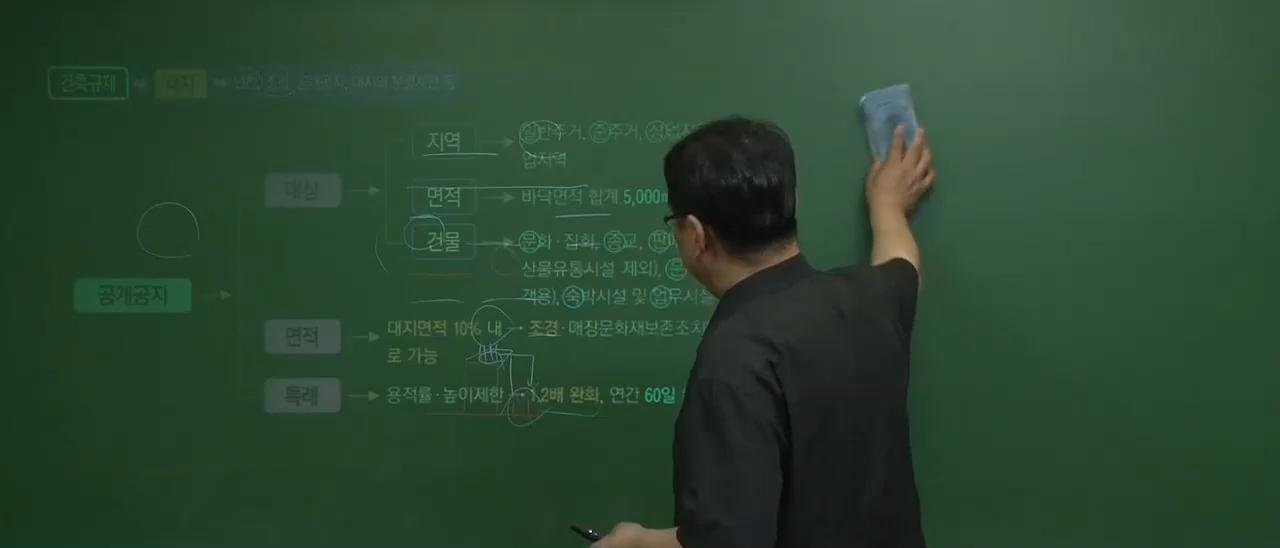 건축규제 → 대지 →
지역 → 일반주거, 준주거, 상업지
업지역
대상 →
면적 → 바닥면적 합계 5,000㎡
건물 → 문화·집회, 종교, 판매
산물유통시설 제외), 운
객용), 숙박시설 및 업무시설
공개공지 →
면적 → 대지면적 10% 내 → 조경·매장문화재보존조치
로 가능
특례 → 용적률·높이제한 → 1.2배 완화, 연간 60일